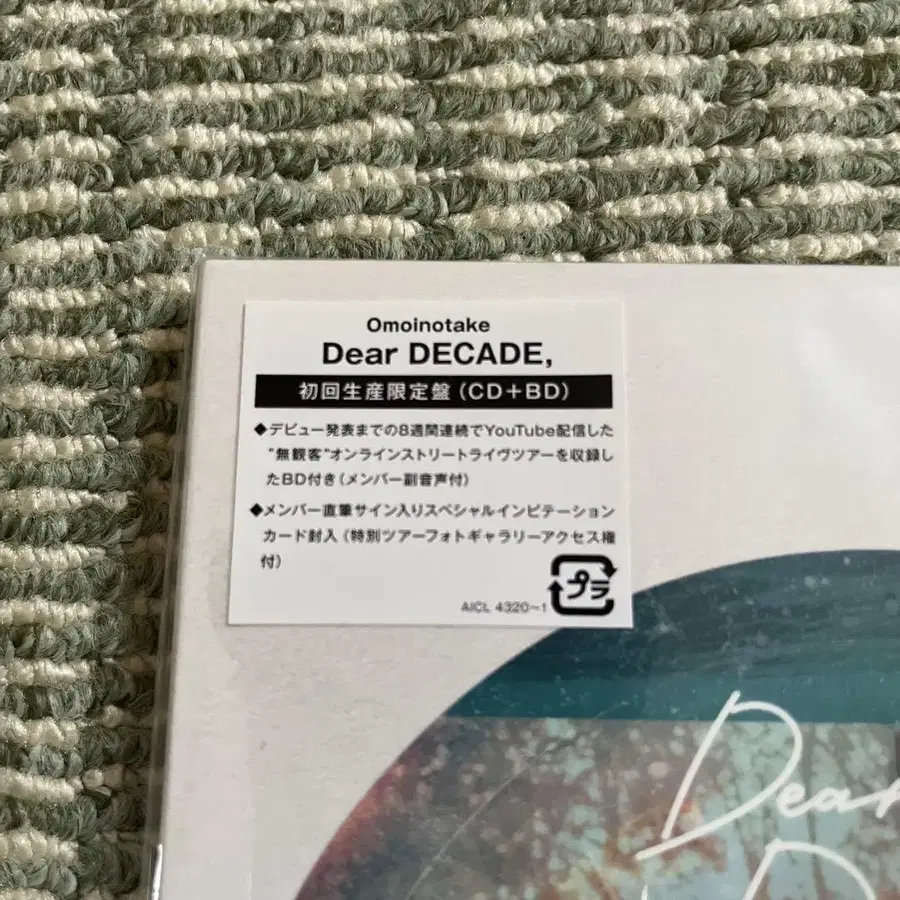 Omoinotake
Dear DECADE,
初回生産限定盤（CD＋BD）
◆デビュー発表までの8週間連続でYouTube配信した
“無観客”オンラインストリートライヴツアーを収録し
たBD付き（メンバー副音声付）
◆メンバー直筆サイン入りスペシャルインビテーション
カード封入（特別ツアーフォトギャラリーアクセス権
付）
プラ
AICL 4320~1
Dear